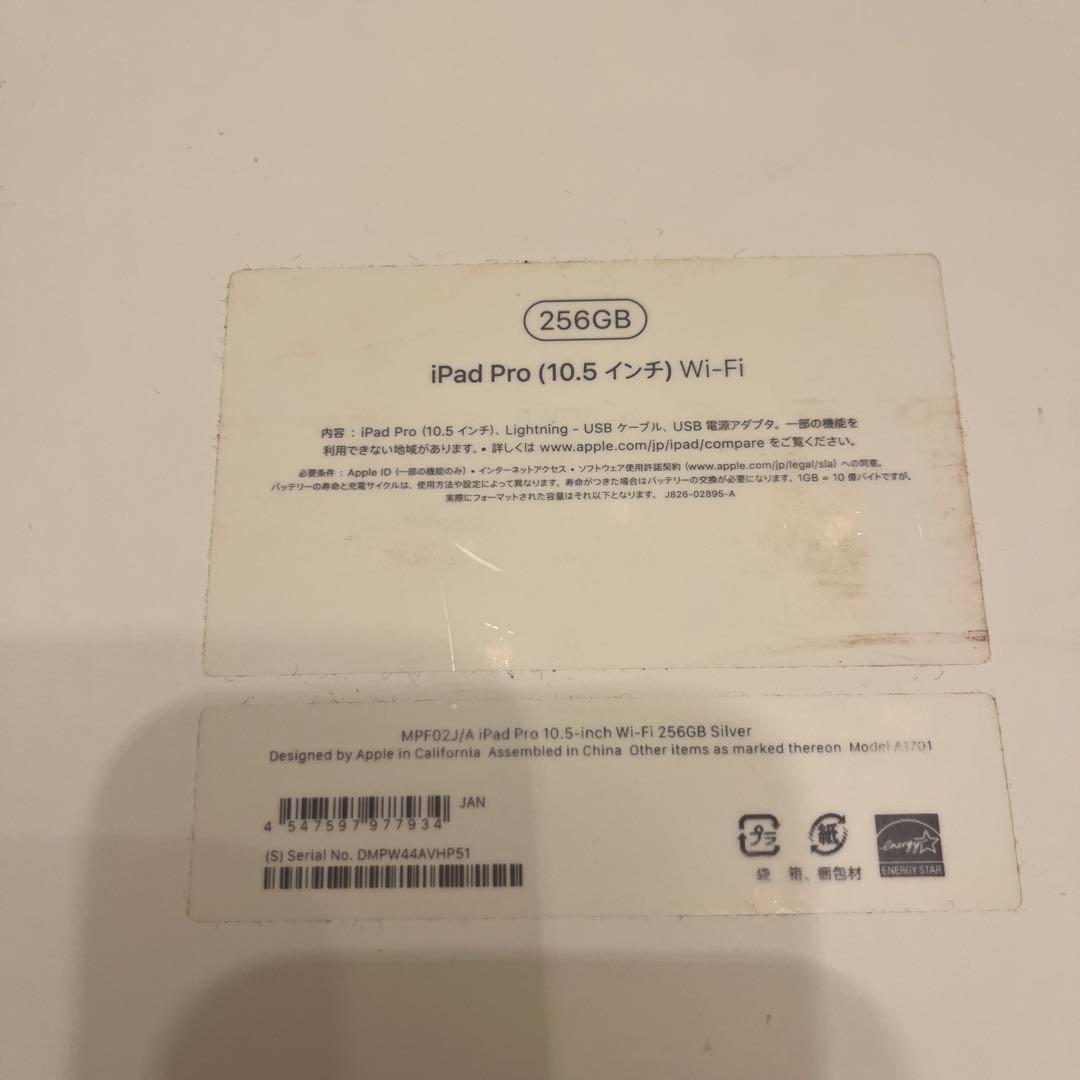 256GB
iPad Pro (10.5 インチ) Wi-Fi
内容：iPad Pro (10.5 インチ)、Lightning - USB ケーブル、USB 電源アダプタ。一部の機能を
利用できない地域があります。• 詳しくは www.apple.com/jp/ipad/compare をご覧ください。
必要条件：Apple ID (一部の機能のみ) • インターネットアクセス • ソフトウェア使用許諾契約 (www.apple.com/jp/legal/sla) への同意。
バッテリーの寿命と充電サイクルは、使用方法や設定によって異なります。寿命がつきた場合はバッテリーの交換が必要になります。1GB = 10 億バイトですが、
実際にフォーマットされた容量はそれ以下となります。 J826-02895-A
MPF02J/A iPad Pro 10.5-inch Wi-Fi 256GB Silver
Designed by Apple in California Assembled in China Other items as marked thereon Model A1701
JAN
4 547597 977934
(S) Serial No. DMPW44AVHP51
プラ 紙 energy
袋 箱、梱包材 ENERGY STAR